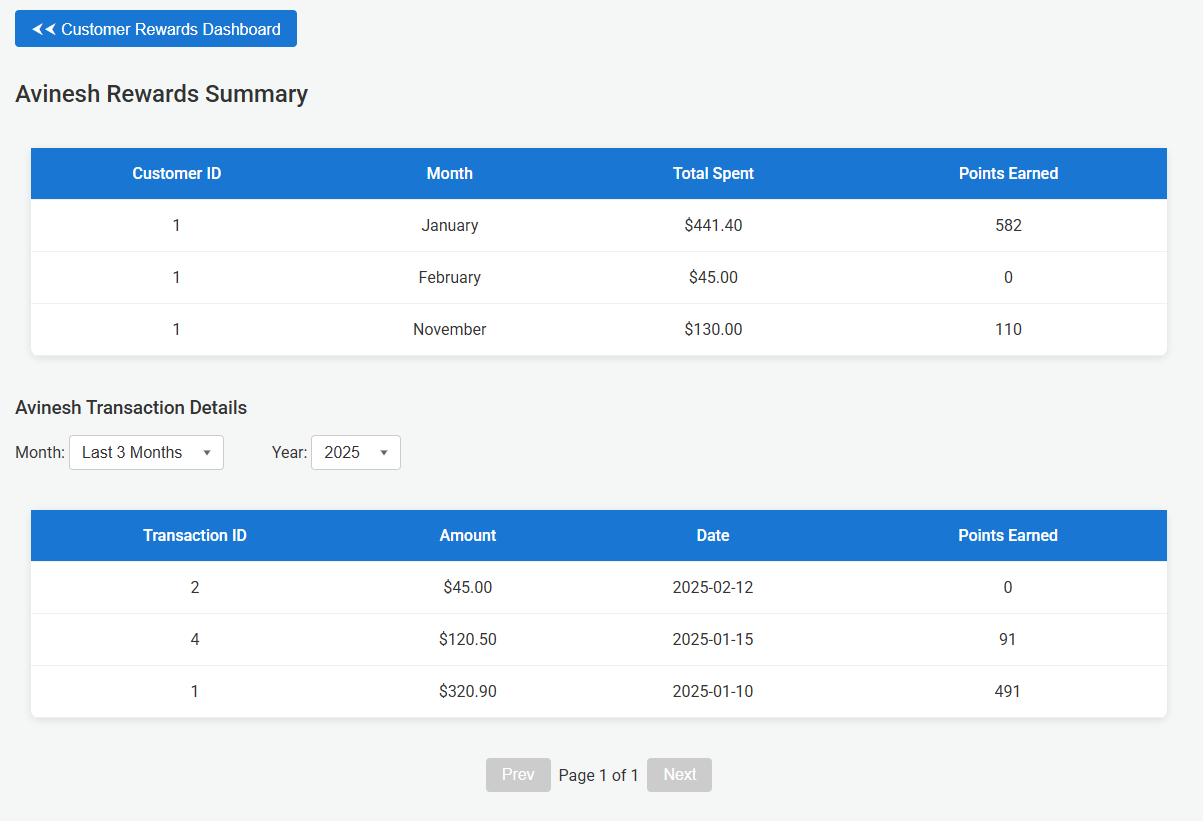 Customer Rewards Dashboard
Avinesh Rewards Summary
Customer ID Month Total Spent Points Earned
1 January $441.40 582
1 February $45.00 0
1 November $130.00 110
Avinesh Transaction Details
Month: Last 3 Months Year: 2025
Transaction ID Amount Date Points Earned
2 $45.00 2025-02-12 0
4 $120.50 2025-01-15 91
1 $320.90 2025-01-10 491
Prev Page 1 of 1 Next